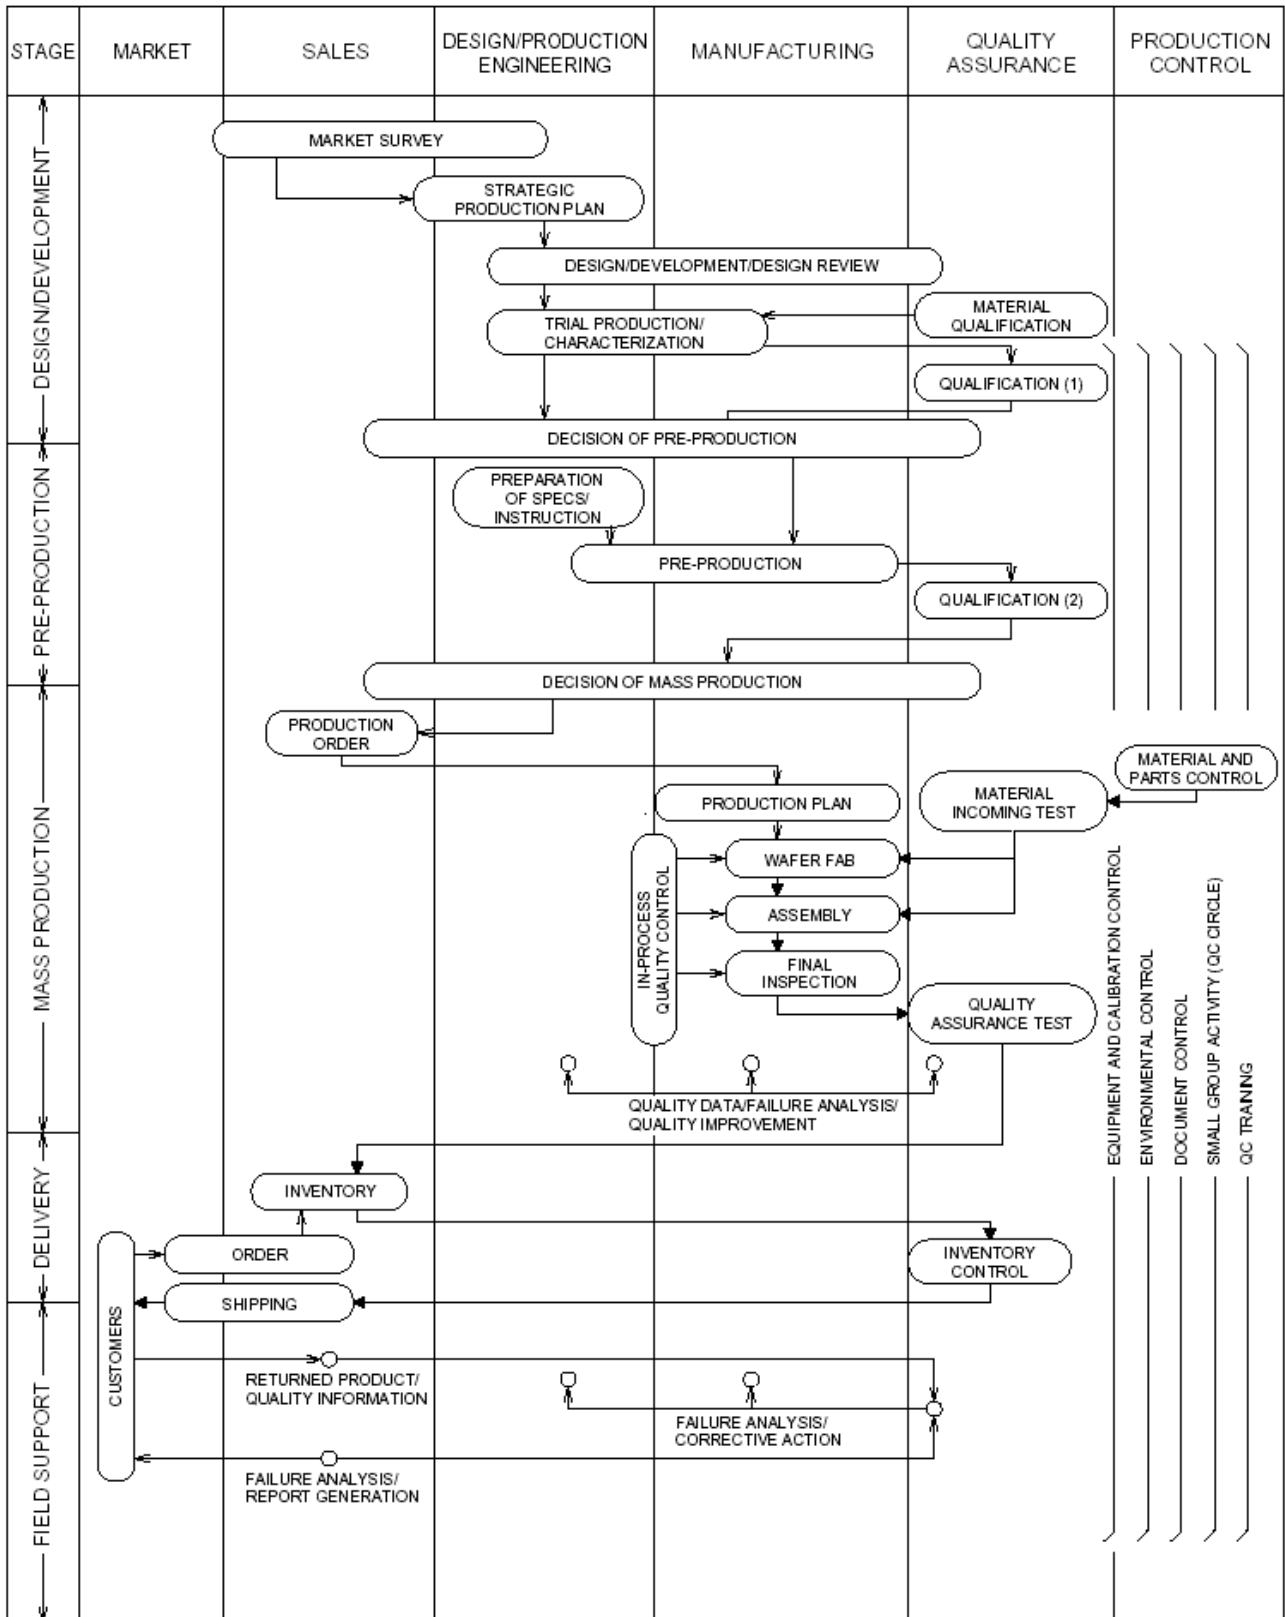 STAGE
MARKET
SALES
DESIGN/PRODUCTION
ENGINEERING
MANUFACTURING
QUALITY
ASSURANCE
PRODUCTION
CONTROL
DESIGN/DEVELOPMENT
MARKET SURVEY
STRATEGIC
PRODUCTION PLAN
DESIGN/DEVELOPMENT/DESIGN REVIEW
TRIAL PRODUCTION/
CHARACTERIZATION
MATERIAL
QUALIFICATION
QUALIFICATION (1)
DECISION OF PRE-PRODUCTION
PRE-PRODUCTION
PREPARATION
OF SPECS/
INSTRUCTION
PRE-PRODUCTION
QUALIFICATION (2)
DECISION OF MASS PRODUCTION
MASS PRODUCTION
PRODUCTION
ORDER
MATERIAL AND
PARTS CONTROL
PRODUCTION PLAN
MATERIAL
INCOMING TEST
IN-PROCESS
QUALITY CONTROL
WAFER FAB
ASSEMBLY
FINAL
INSPECTION
QUALITY
ASSURANCE TEST
QUALITY DATA/FAILURE ANALYSIS/
QUALITY IMPROVEMENT
EQUIPMENT AND CALIBRATION CONTROL
ENVIRONMENTAL CONTROL
DOCUMENT CONTROL
SMALL GROUP ACTIVITY (QC CIRCLE)
QC TRAINING
DELIVERY
INVENTORY
ORDER
INVENTORY
CONTROL
SHIPPING
CUSTOMERS
FIELD SUPPORT
RETURNED PRODUCT/
QUALITY INFORMATION
FAILURE ANALYSIS/
CORRECTIVE ACTION
FAILURE ANALYSIS/
REPORT GENERATION